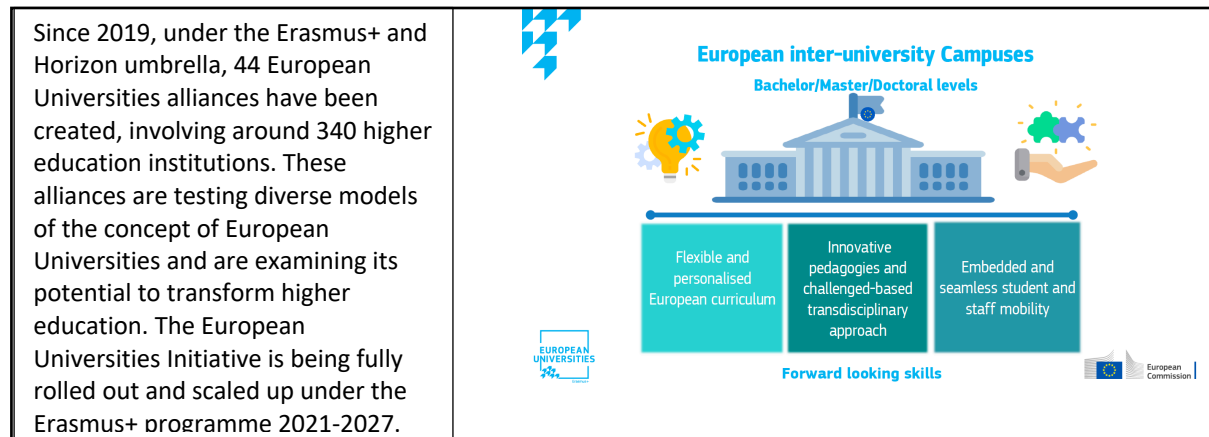 Since 2019, under the Erasmus+ and
Horizon umbrella, 44 European
Universities alliances have been
created, involving around 340 higher
education institutions. These
alliances are testing diverse models
of the concept of European
Universities and are examining its
potential to transform higher
education. The European
Universities Initiative is being fully
rolled out and scaled up under the
Erasmus+ programme 2021-2027.
European inter-university Campuses
Bachelor/Master/Doctoral levels
Flexible and
personalised
European curriculum
Innovative
pedagogies and
challenged-based
transdisciplinary
approach
Embedded and
seamless student and
staff mobility
EUROPEAN
UNIVERSITIES
Forward looking skills
European
Commission